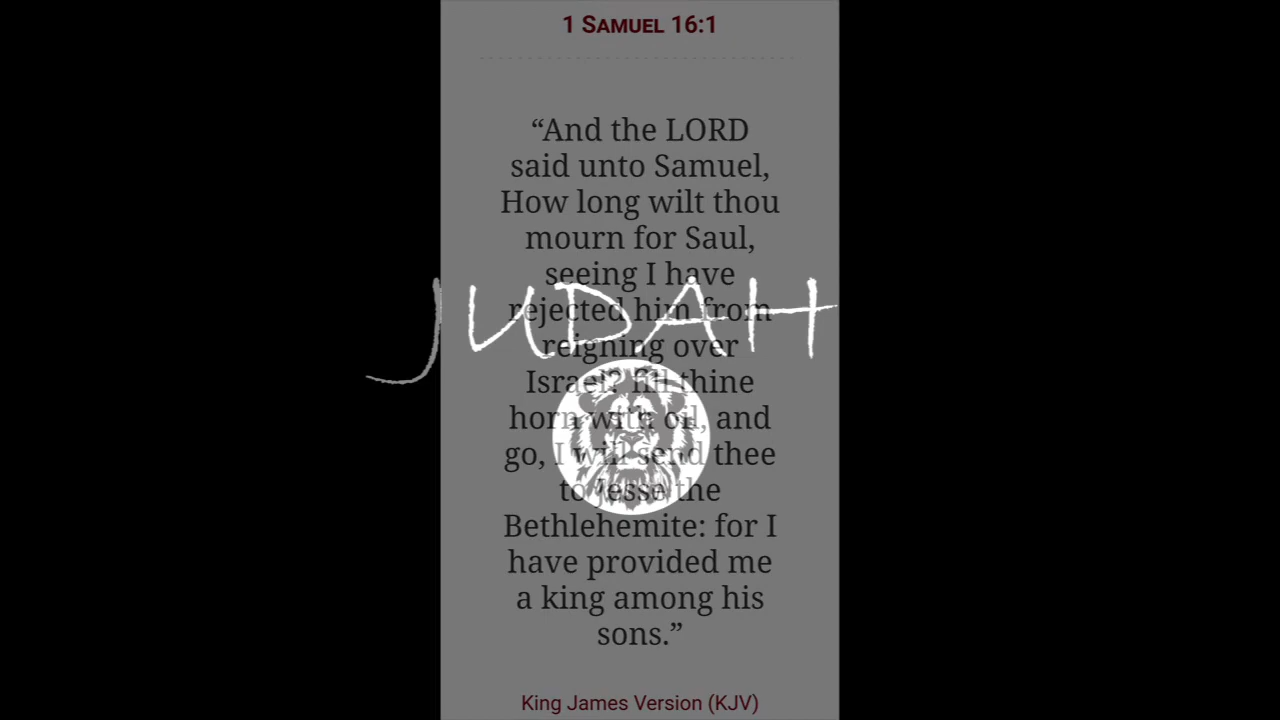 1 SAMUEL 16:1
“And the LORD
said unto Samuel,
How long wilt thou
mourn for Saul,
seeing I have
rejected him from
reigning over
Israel? fill thine
horn with oil, and
go, I will send thee
to Jesse the
Bethlehemite: for I
have provided me
a king among his
sons.”
King James Version (KJV)
JUDAH